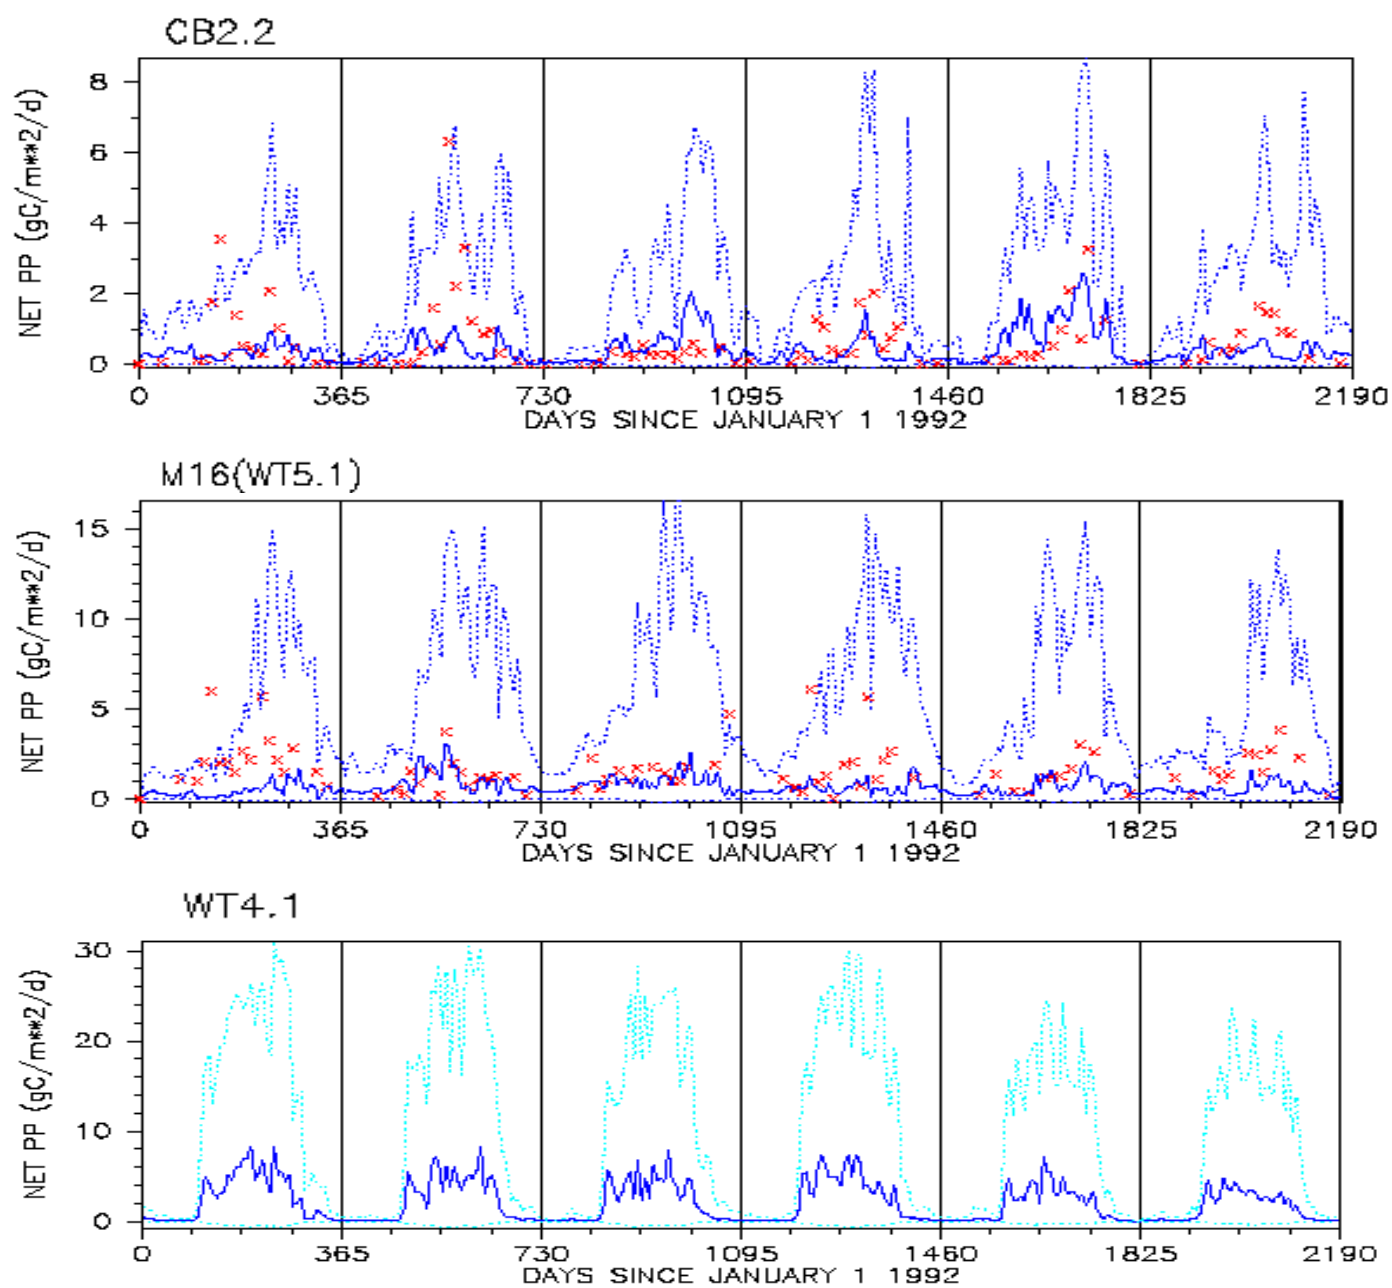 CB2.2
NET PP (gC/m**2/d)
8
6
4
2
0
0 365 730 1095 1460 1825 2190
DAYS SINCE JANUARY 1 1992
M16(WT5.1)
NET PP (gC/m**2/d)
15
10
5
0
0 365 730 1095 1460 1825 2190
DAYS SINCE JANUARY 1 1992
WT4.1
NET PP (gC/m**2/d)
30
20
10
0
0 365 730 1095 1460 1825 2190
DAYS SINCE JANUARY 1 1992